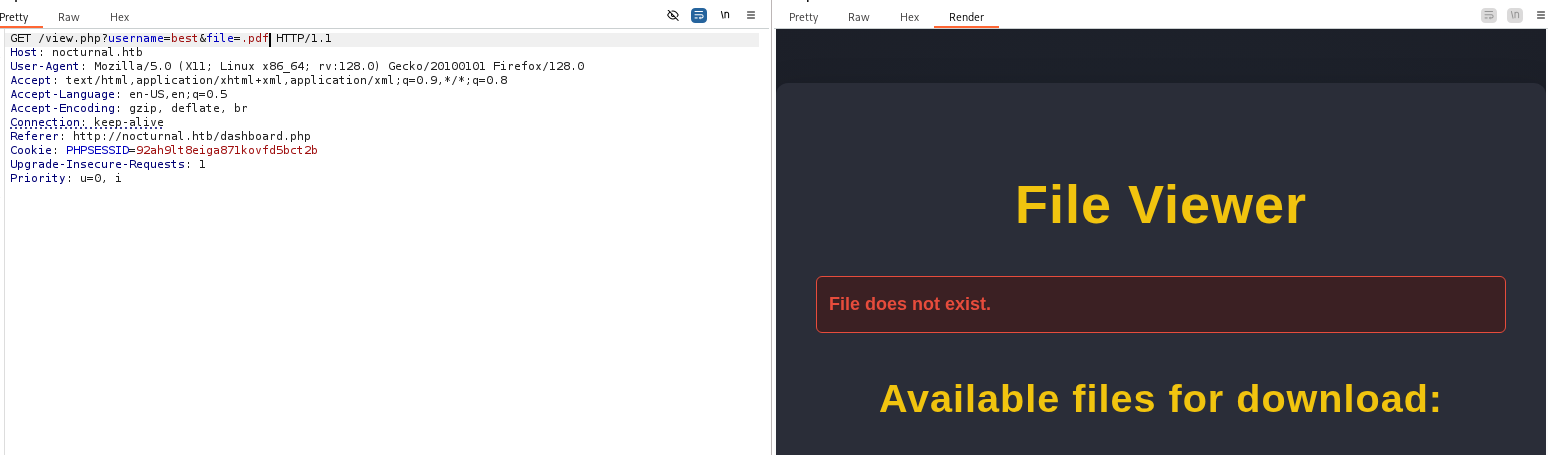 Pretty Raw Hex \n
GET /view.php?username=best&file=.pdf HTTP/1.1
Host: nocturnal.htb
User-Agent: Mozilla/5.0 (X11; Linux x86_64; rv:128.0) Gecko/20100101 Firefox/128.0
Accept: text/html,application/xhtml+xml,application/xml;q=0.9,*/*;q=0.8
Accept-Language: en-US,en;q=0.5
Accept-Encoding: gzip, deflate, br
Connection: keep-alive
Referer: http://nocturnal.htb/dashboard.php
Cookie: PHPSESSID=92ah9lt8eiga871kovfd5bct2b
Upgrade-Insecure-Requests: 1
Priority: u=0, i
Pretty Raw Hex Render \n
File Viewer
File does not exist.
Available files for download: